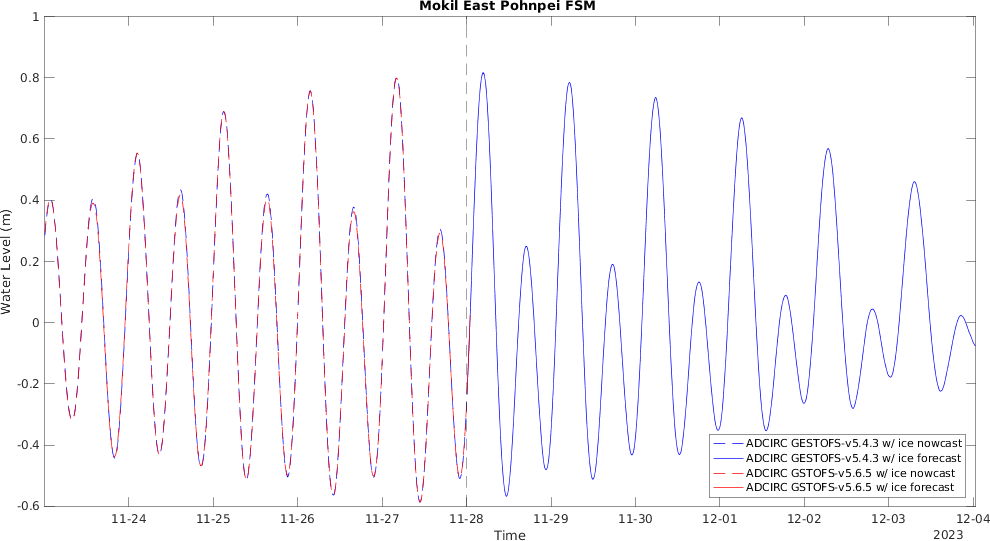 Mokil East Pohnpei FSM
1
0.8
0.6
0.4
0.2
0
-0.2
-0.4
-0.6
Water Level (m)
ADCIRC GESTOFS-v5.4.3 w/ ice nowcast
ADCIRC GESTOFS-v5.4.3 w/ ice forecast
ADCIRC GSTOFS-v5.6.5 w/ ice nowcast
ADCIRC GSTOFS-v5.6.5 w/ ice forecast
11-24 11-25 11-26 11-27 11-28 11-29 11-30 12-01 12-02 12-03 12-04
Time
2023